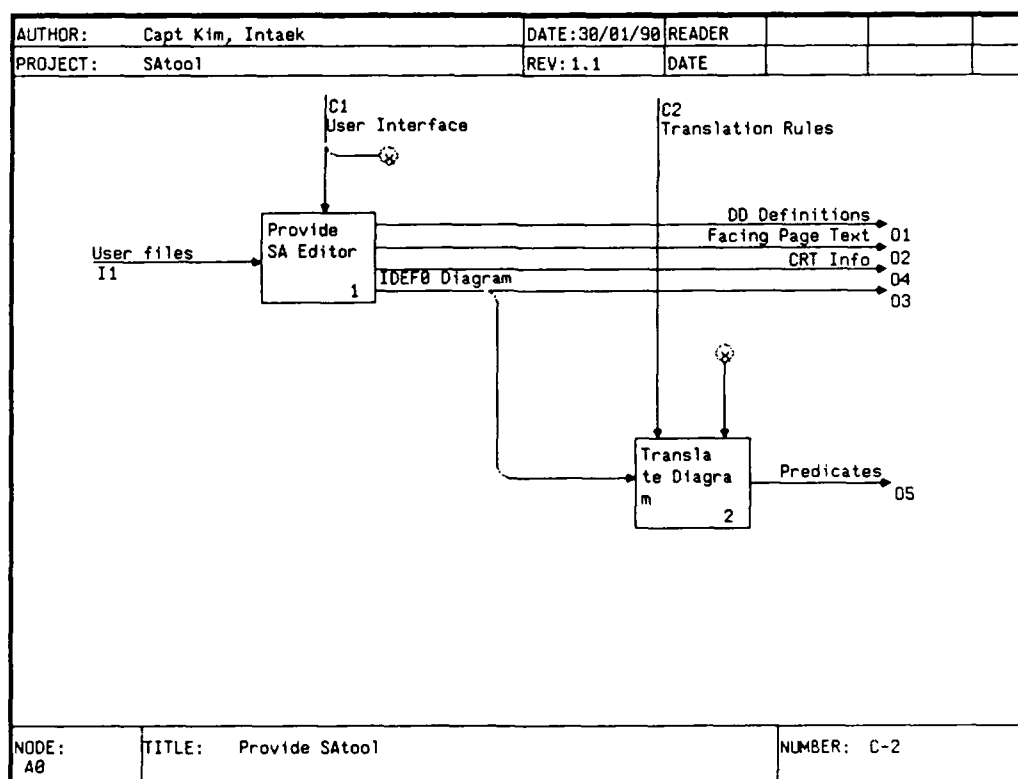 AUTHOR: Capt Kim, Intaek DATE:30/01/90 READER
PROJECT: SAtool REV:1.1 DATE
C1
User Interface
C2
Translation Rules
X
Provide
SA Editor
1
User files
I1
DD Definitions
O1
Facing Page Text
O2
CRT Info
O4
IDEF0 Diagram
O3
X
Transla
te Diagra
m
2
Predicates
O5
NODE: A0
TITLE: Provide SAtool
NUMBER: C-2